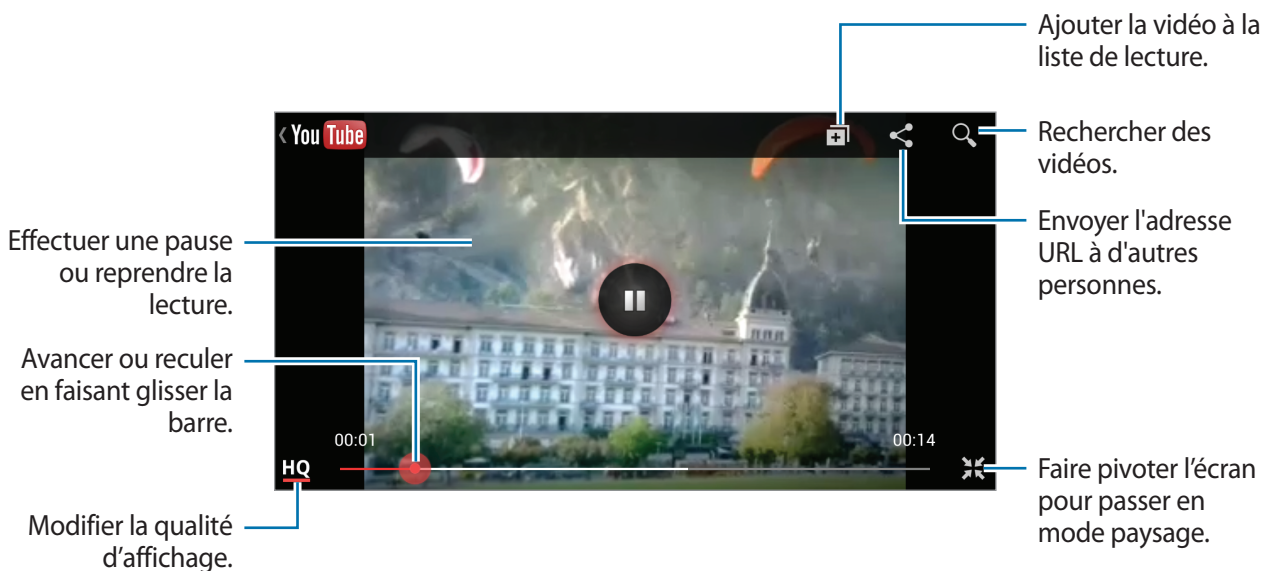 Ajouter la vidéo à la
liste de lecture.
‹ You Tube
Rechercher des
vidéos.
Envoyer l'adresse
URL à d'autres
personnes.
Effectuer une pause
ou reprendre la
lecture.
Avancer ou reculer
en faisant glisser la
barre.
00:01
00:14
HQ
Faire pivoter l’écran
pour passer en
mode paysage.
Modifier la qualité
d’affichage.